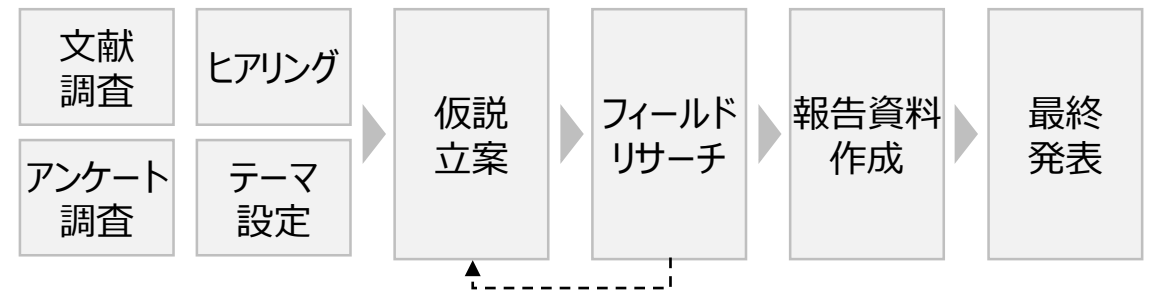 文献
調査
ヒアリング
アンケート
調査
テーマ
設定
仮説
立案
フィールド
リサーチ
報告資料
作成
最終
発表